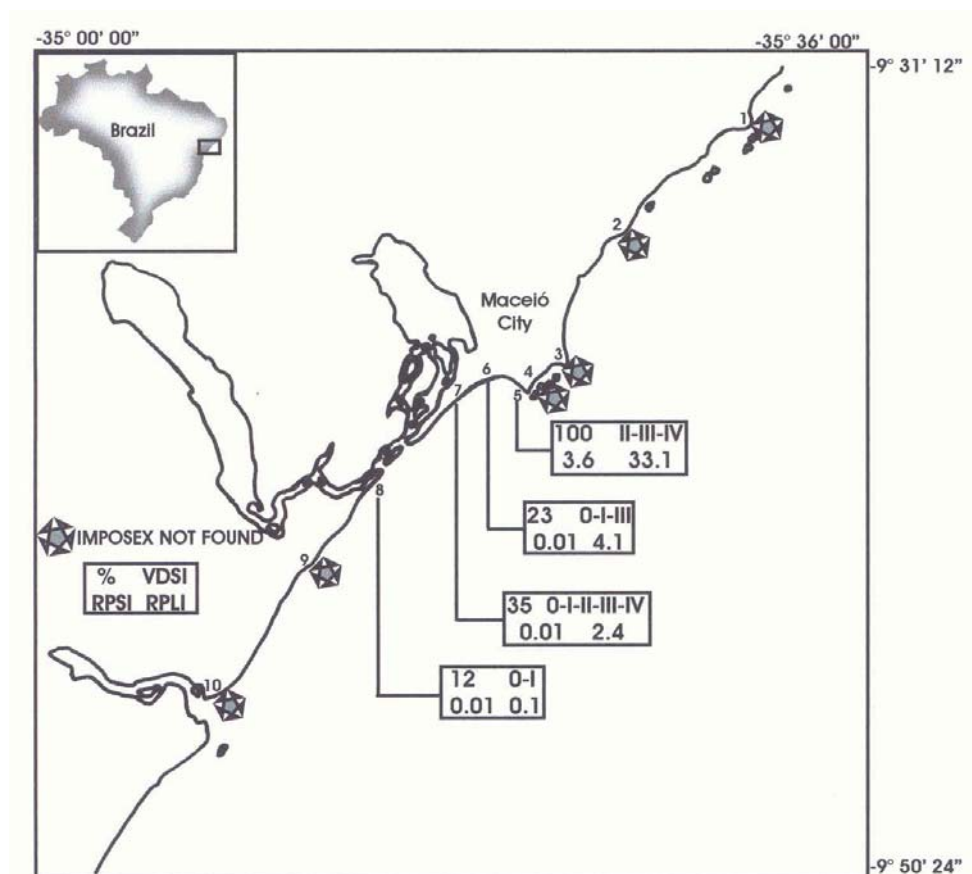 -35° 00' 00”
-35° 36' 00”
-9° 31' 12”
Brazil
1
2
Maceió
City
3
4
5
6
7
100 II-III-IV
3.6 33.1
8
23 0-I-III
0.01 4.1
IMPOSEX NOT FOUND
9
% VDSI
RPSI RPLI
35 0-I-II-III-IV
0.01 2.4
12 0-I
0.01 0.1
10
-9° 50' 24”